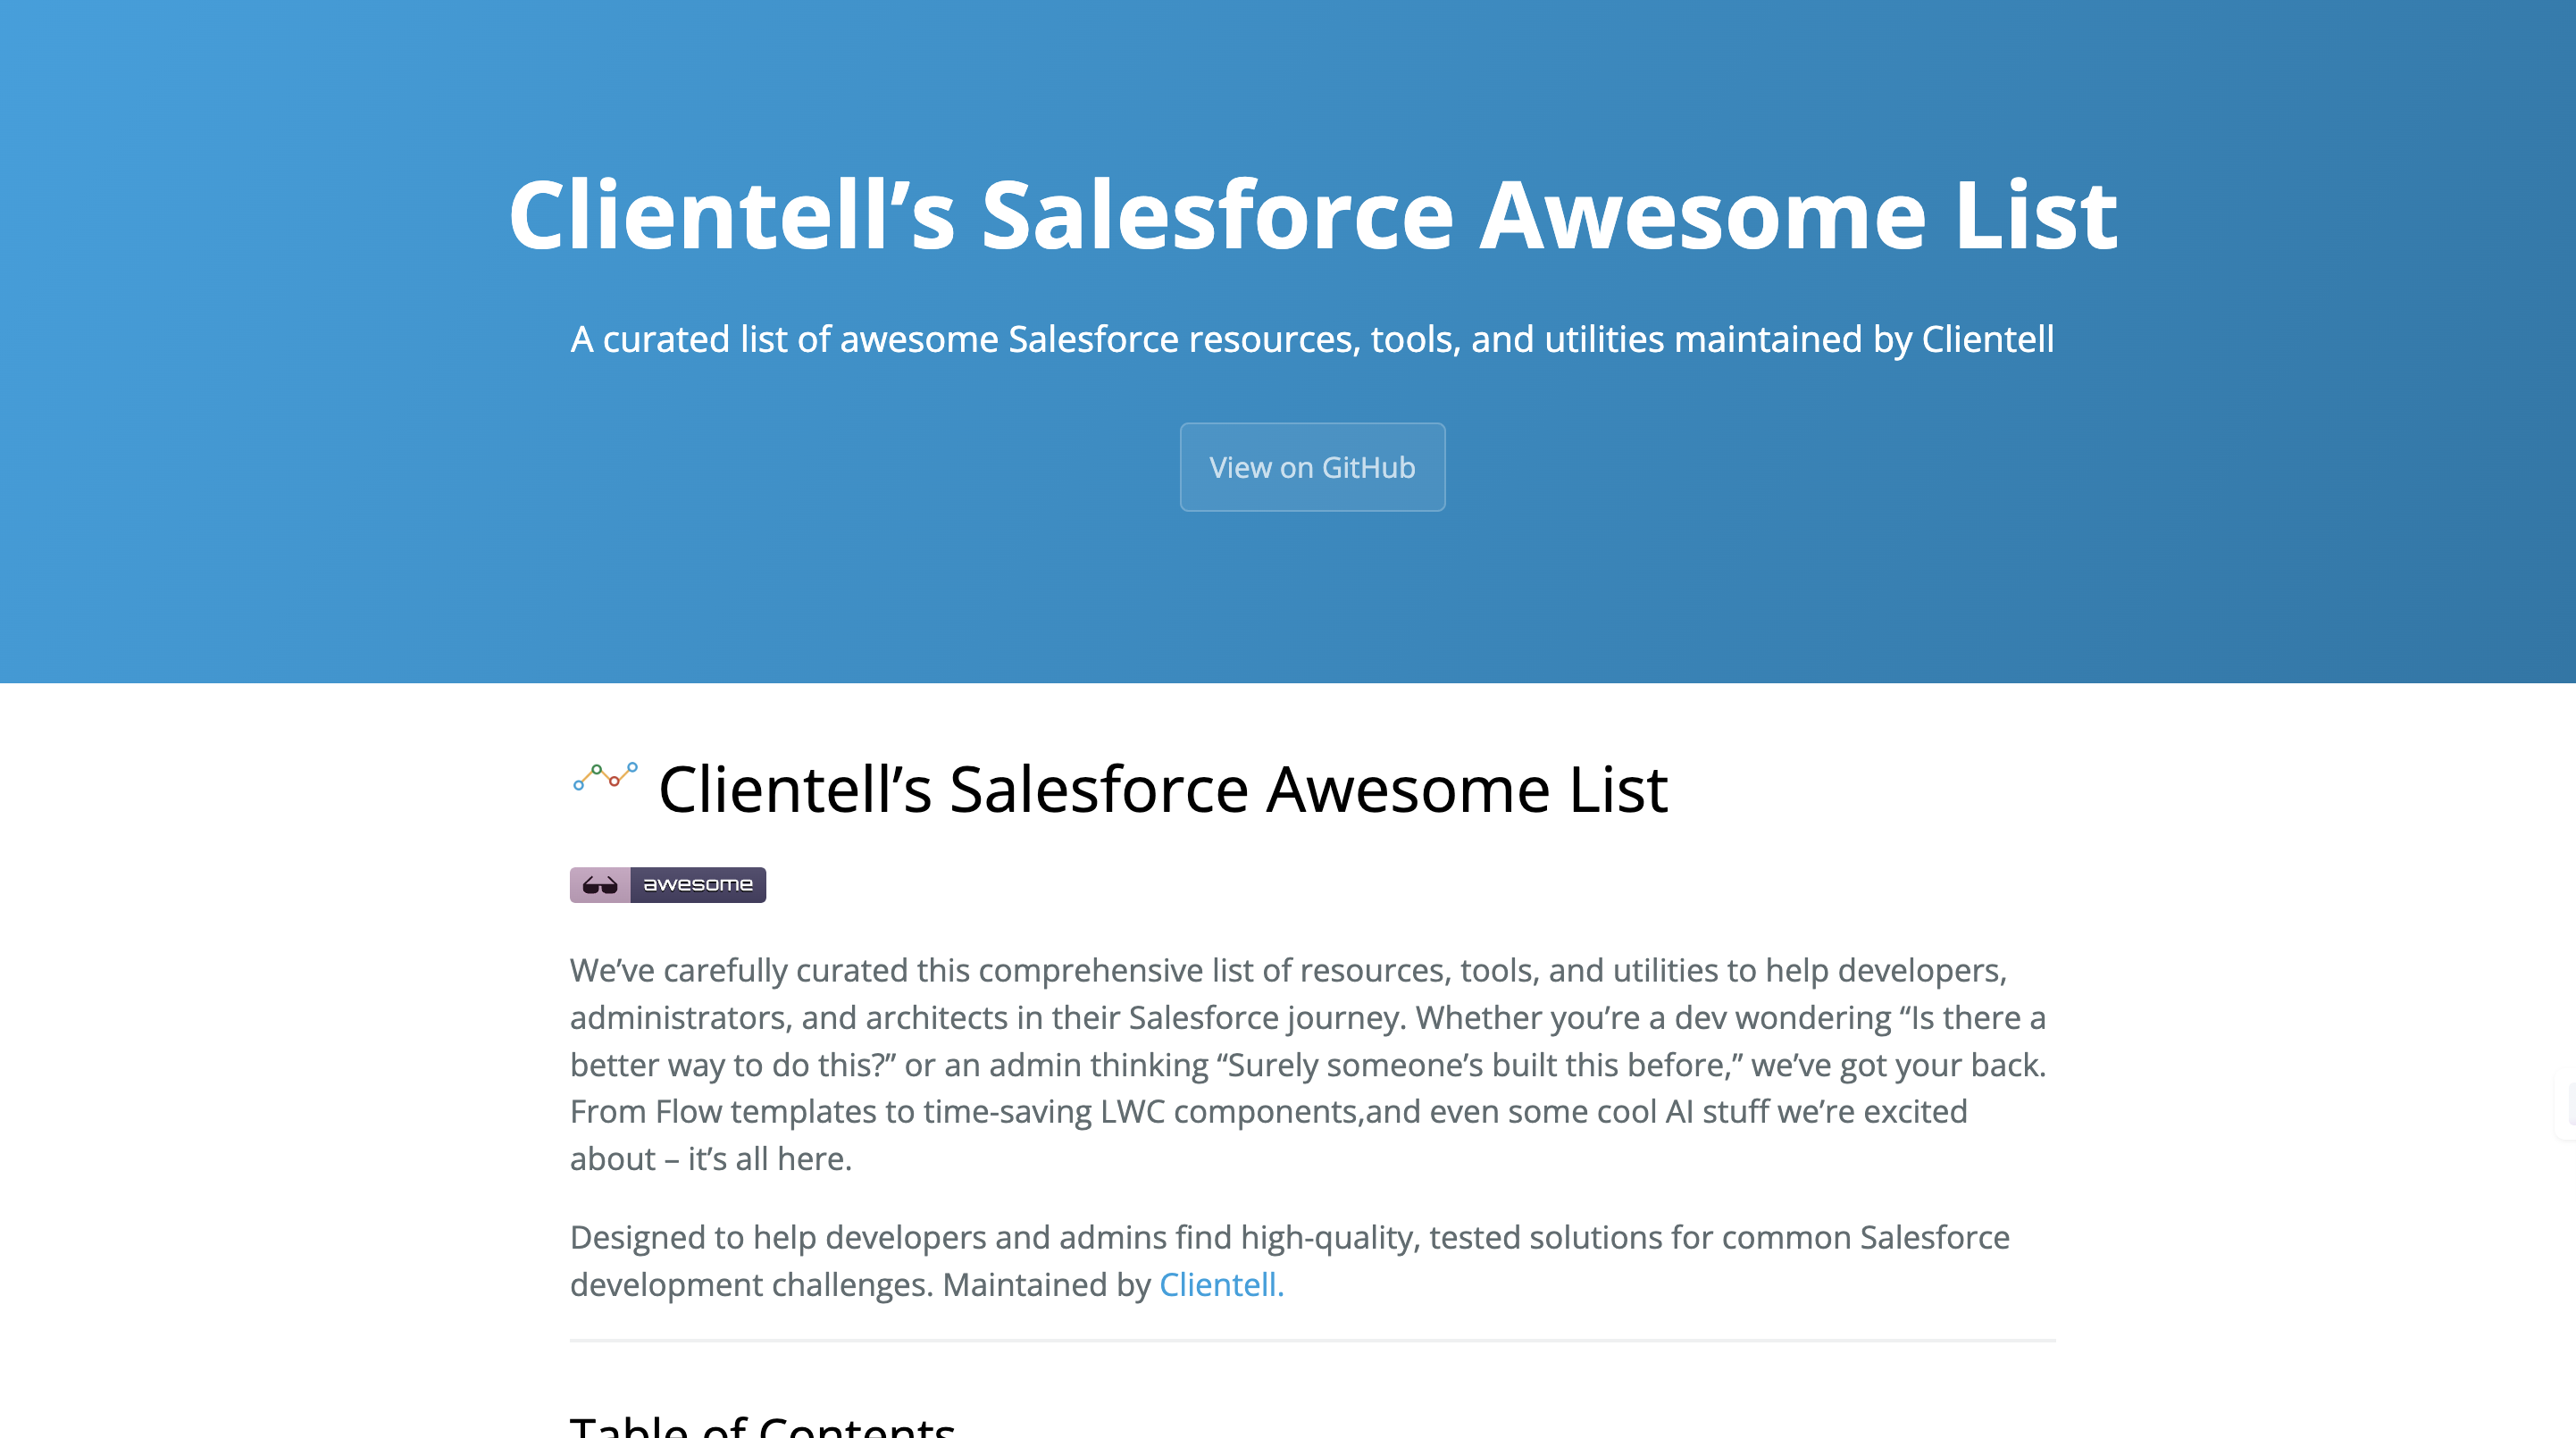 Clientell’s Salesforce Awesome List
A curated list of awesome Salesforce resources, tools, and utilities maintained by Clientell
View on GitHub
Clientell’s Salesforce Awesome List
awesome
We’ve carefully curated this comprehensive list of resources, tools, and utilities to help developers,
administrators, and architects in their Salesforce journey. Whether you’re a dev wondering “Is there a
better way to do this?” or an admin thinking “Surely someone’s built this before,” we’ve got your back.
From Flow templates to time-saving LWC components,and even some cool AI stuff we’re excited
about – it’s all here.
Designed to help developers and admins find high-quality, tested solutions for common Salesforce
development challenges. Maintained by Clientell.
Table of Contents